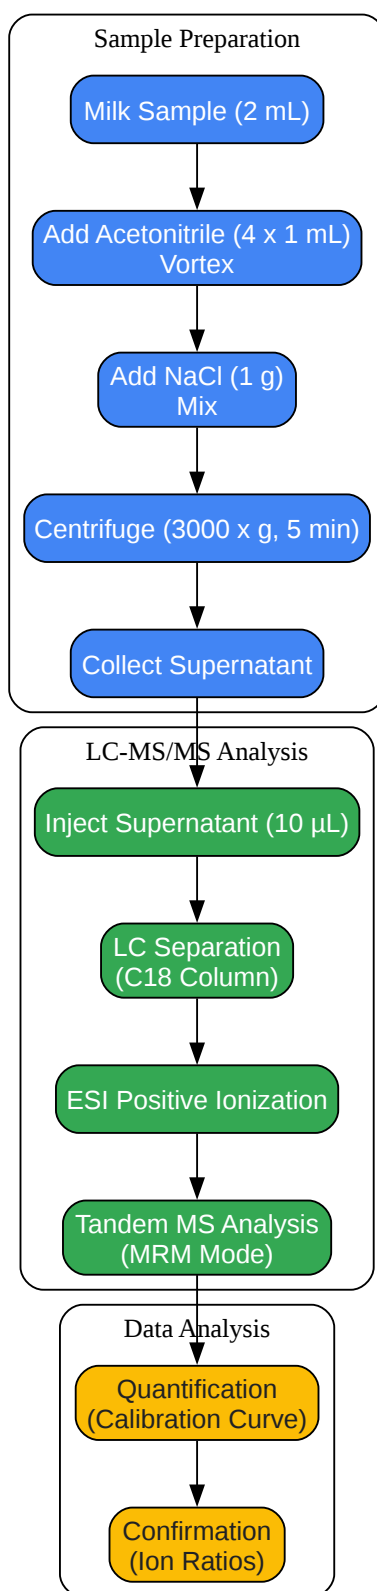 Sample Preparation
Milk Sample (2 mL)
Add Acetonitrile (4 x 1 mL)
Vortex
Add NaCl (1 g)
Mix
Centrifuge (3000 x g, 5 min)
Collect Supernatant
LC-MS/MS Analysis
Inject Supernatant (10 µL)
LC Separation
(C18 Column)
ESI Positive Ionization
Tandem MS Analysis
(MRM Mode)
Data Analysis
Quantification
(Calibration Curve)
Confirmation
(Ion Ratios)